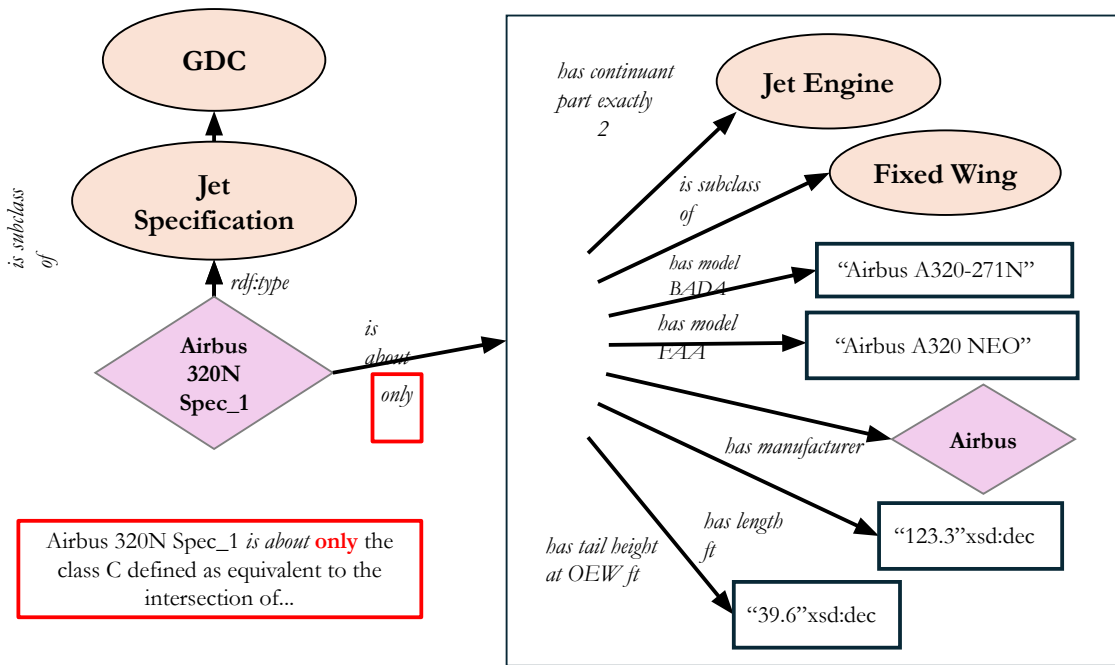 GDC
is subclass
of
Jet
Specification
rdf:type
Airbus
320N
Spec_1
is
about
only
Airbus 320N Spec_1 is about only the
class C defined as equivalent to the
intersection of...
has continuant
part exactly
2
Jet Engine
is subclass
of
Fixed Wing
has model
BADA
“Airbus A320-271N”
has model
FAA
“Airbus A320 NEO”
has manufacturer
Airbus
has length
ft
“123.3”xsd:dec
has tail height
at OEW ft
“39.6”xsd:dec